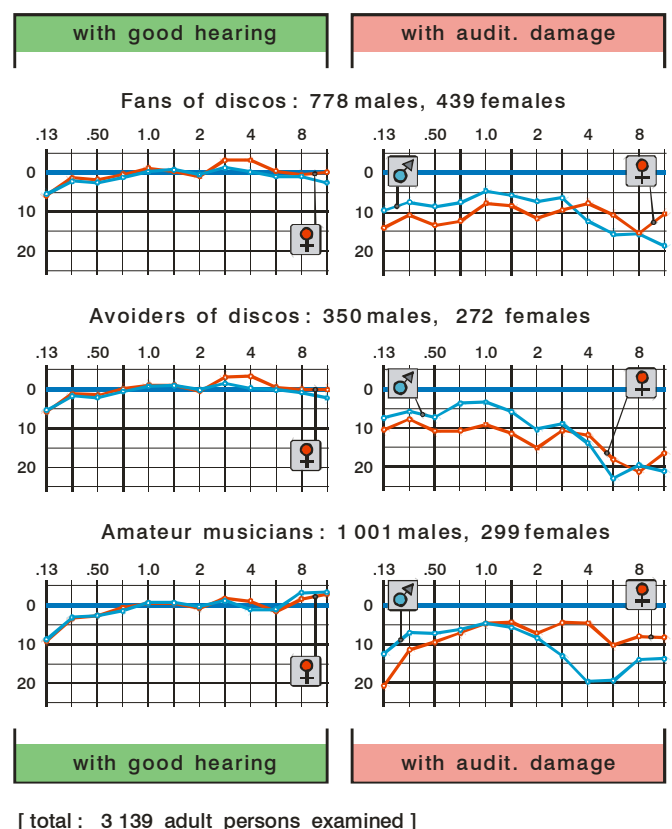 with good hearing with audit. damage
Fans of discos: 778 males, 439 females
.13 .50 1.0 2 4 8 .13 .50 1.0 2 4 8
0 0
10 10
20 20
Avoiders of discos: 350 males, 272 females
.13 .50 1.0 2 4 8 .13 .50 1.0 2 4 8
0 0
10 10
20 20
Amateur musicians: 1 001 males, 299 females
.13 .50 1.0 2 4 8 .13 .50 1.0 2 4 8
0 0
10 10
20 20
with good hearing with audit. damage
[ total: 3 139 adult persons examined ]